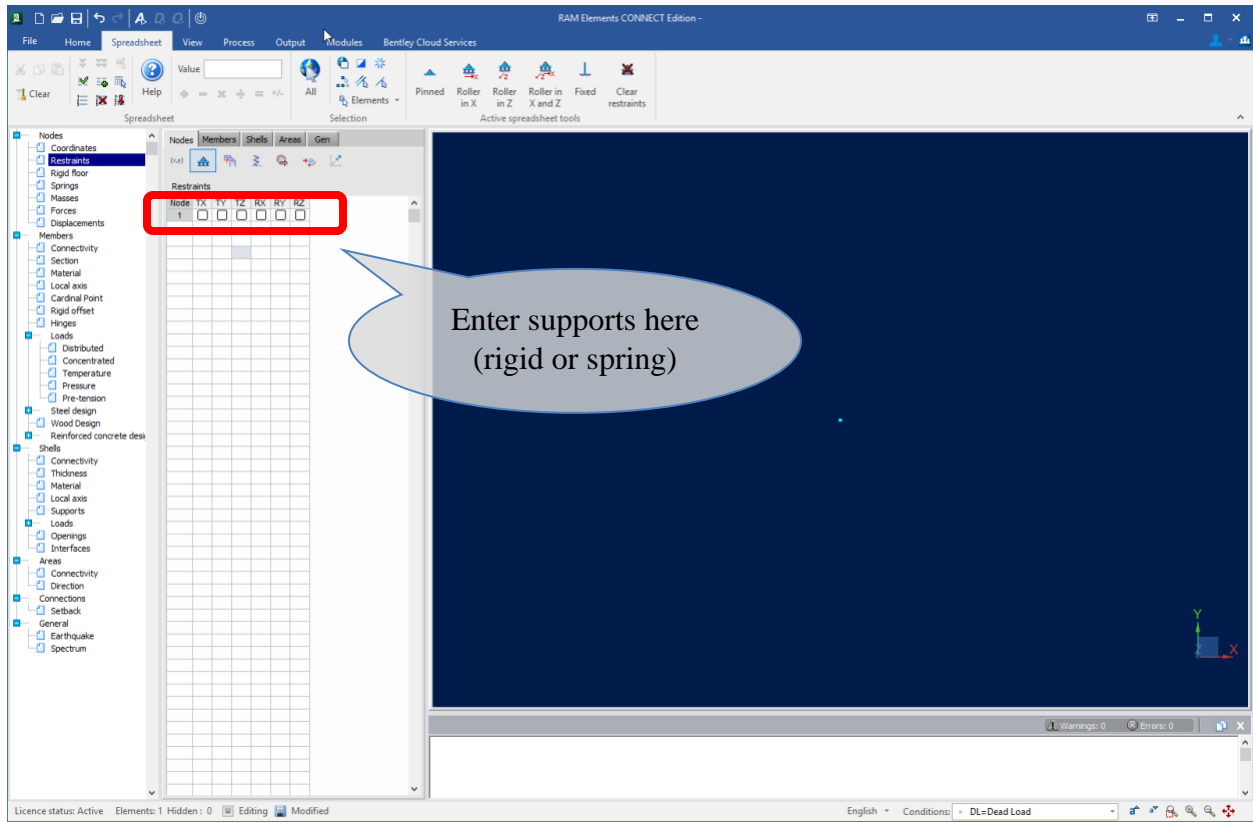 RAM Elements CONNECT Edition -
File Home Spreadsheet View Process Output Modules Bentley Cloud Services
Clear
Help
Value
All
Elements
Pinned
Roller in X
Roller in Z
Roller in X and Z
Fixed
Clear restraints
Spreadsheet Selection Active spreadsheet tools
Nodes
Coordinates
Restraints
Rigid floor
Springs
Masses
Forces
Displacements
Members
Connectivity
Section
Material
Local axis
Cardinal Point
Rigid offset
Hinges
Loads
Distributed
Concentrated
Temperature
Pressure
Pre-tension
Steel design
Wood Design
Reinforced concrete desi
Shells
Connectivity
Thickness
Material
Local axis
Supports
Loads
Openings
Interfaces
Areas
Connectivity
Direction
Connections
Setback
General
Earthquake
Spectrum
Nodes Members Shells Areas Gen
Restraints
Node TX TY TZ RX RY RZ
1
Enter supports here
(rigid or spring)
Y
Z X
Warnings: 0 Errors: 0
Licence status: Active Elements: 1 Hidden : 0 Editing Modified English Conditions: DL=Dead Load